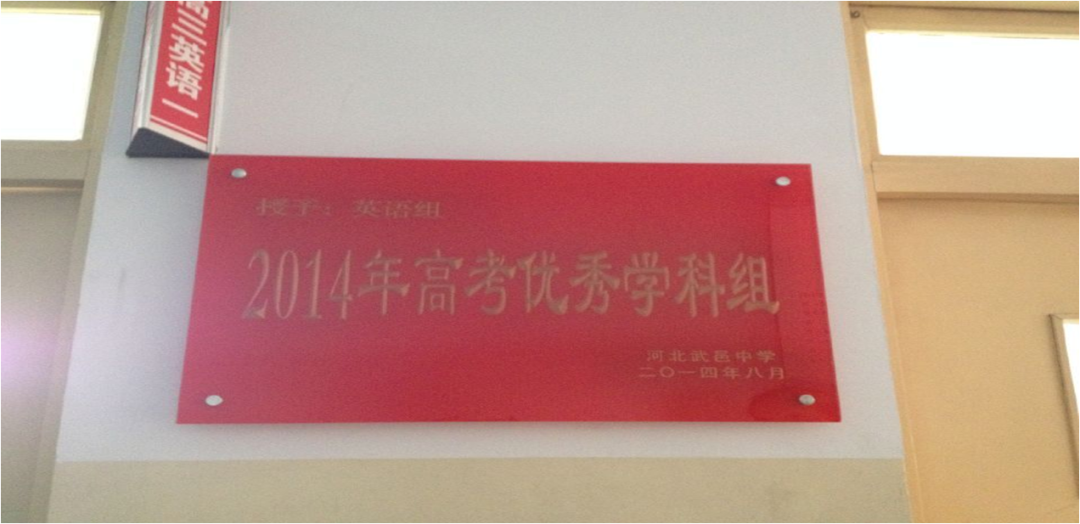 高三英语一
授予：英语组
2014年高考优秀学科组
河北武邑中学
二〇一四年八月